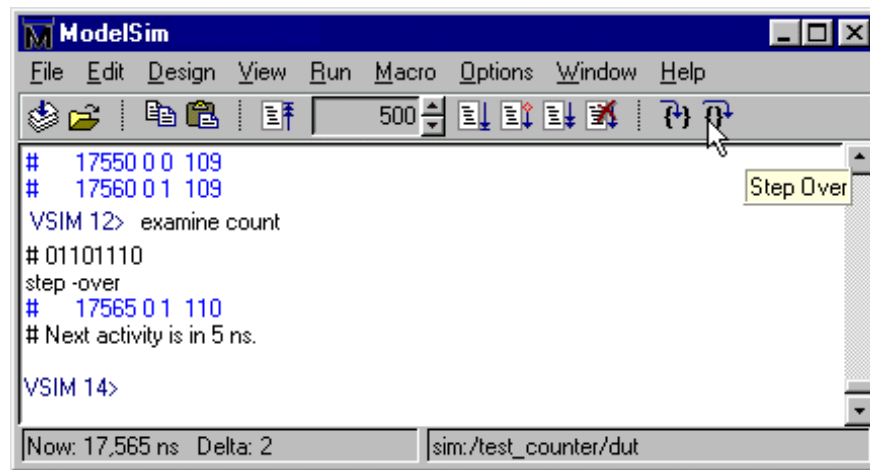 ModelSim
File Edit Design View Run Macro Options Window Help
500
# 17550 0 0 109
# 17560 0 1 109
Step Over
VSIM 12> examine count
# 01101110
step -over
# 17565 0 1 110
# Next activity is in 5 ns.
VSIM 14>
Now: 17,565 ns Delta: 2 sim:/test_counter/dut